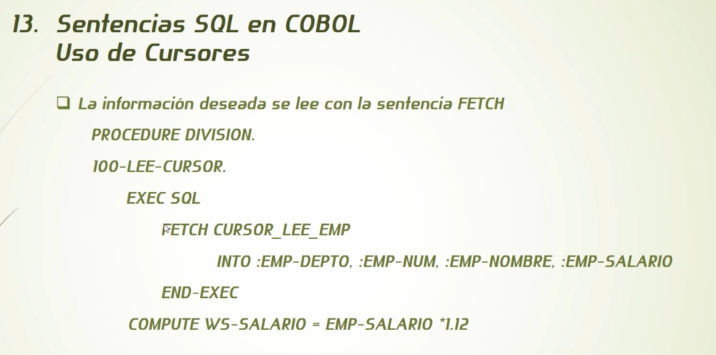 13. Sentencias SQL en COBOL
Uso de Cursores
❑ La información deseada se lee con la sentencia FETCH
PROCEDURE DIVISION.
100-LEE-CURSOR.
EXEC SQL
FETCH CURSOR_LEE_EMP
INTO :EMP-DEPTO, :EMP-NUM, :EMP-NOMBRE, :EMP-SALARIO
END-EXEC
COMPUTE WS-SALARIO = EMP-SALARIO *1.12